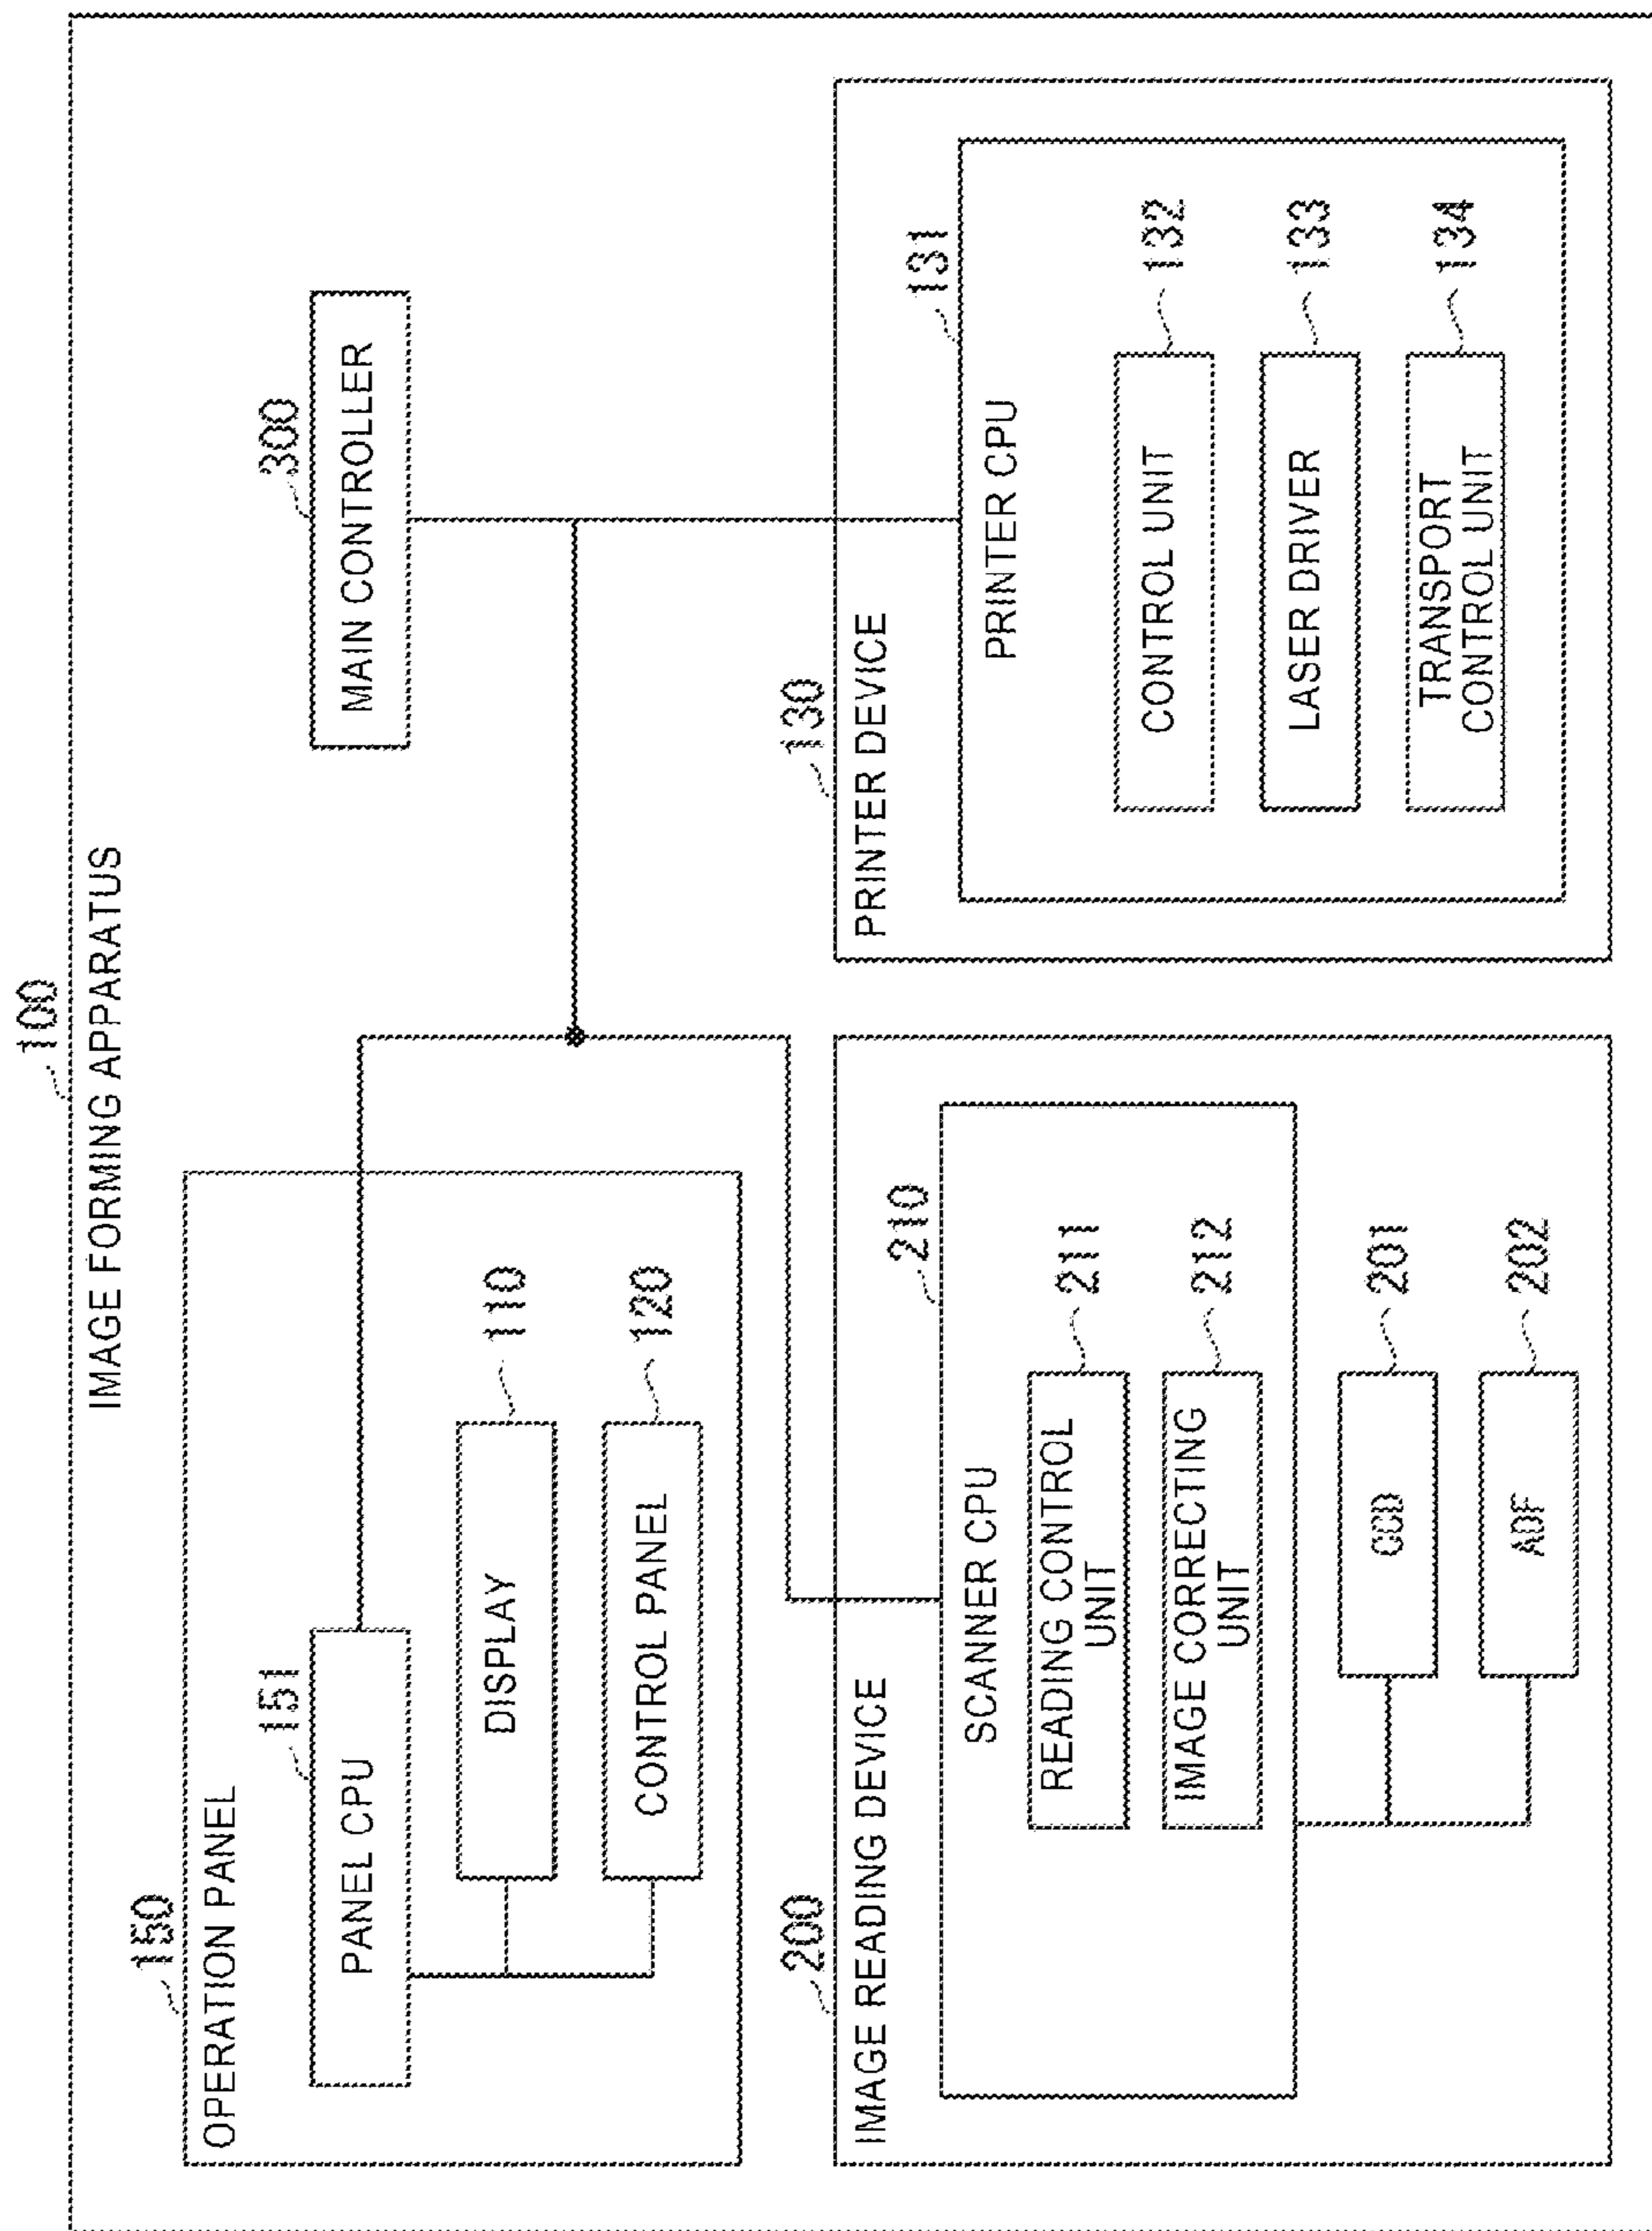 100
IMAGE FORMING APPARATUS
150
OPERATION PANEL
151
PANEL CPU
DISPLAY
110
CONTROL PANEL
120
300
MAIN CONTROLLER
200
IMAGE READING DEVICE
210
SCANNER CPU
READING CONTROL
UNIT
211
IMAGE CORRECTING
UNIT
212
CCD
201
ADF
202
130
PRINTER DEVICE
131
PRINTER CPU
CONTROL UNIT
132
LASER DRIVER
133
TRANSPORT
CONTROL UNIT
134